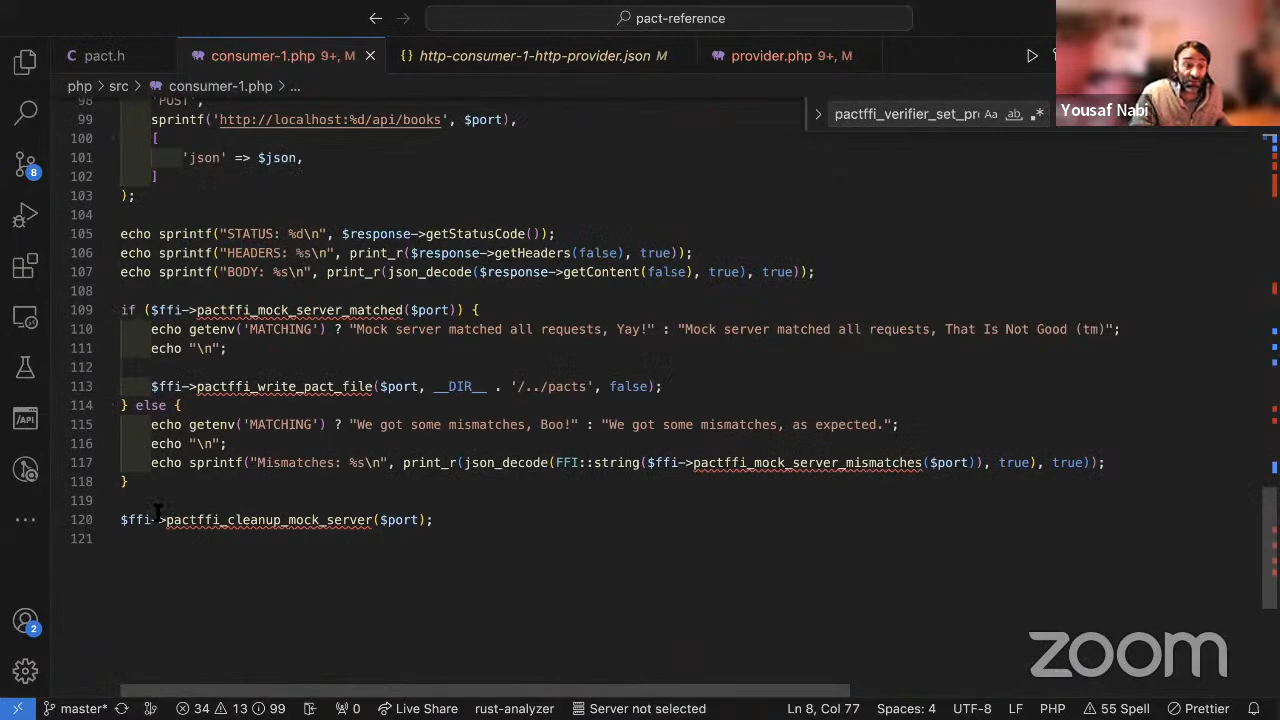 pact-reference
pact.h
consumer-1.php 9+, M
http-consumer-1-http-provider.json M
provider.php 9+, M
Yousaf Nabi
php > src > consumer-1.php > ...
pactffi_verifier_set_pr Aa ab .*
98 'POST',
99 sprintf('http://localhost:%d/api/books', $port),
100 [
101 'json' => $json,
102 ]
103 );
104
105 echo sprintf("STATUS: %d\n", $response->getStatusCode());
106 echo sprintf("HEADERS: %s\n", print_r($response->getHeaders(false), true));
107 echo sprintf("BODY: %s\n", print_r(json_decode($response->getContent(false), true), true));
108
109 if ($ffi->pactffi_mock_server_matched($port)) {
110 echo getenv('MATCHING') ? "Mock server matched all requests, Yay!" : "Mock server matched all requests, That Is Not Good (tm)";
111 echo "\n";
112
113 $ffi->pactffi_write_pact_file($port, __DIR__ . '/../pacts', false);
114 } else {
115 echo getenv('MATCHING') ? "We got some mismatches, Boo!" : "We got some mismatches, as expected.";
116 echo "\n";
117 echo sprintf("Mismatches: %s\n", print_r(json_decode(FFI::string($ffi->pactffi_mock_server_mismatches($port)), true), true));
118 }
119
120 $ffi->pactffi_cleanup_mock_server($port);
121
8
/API
2
zoom
master* 34 13 99 0 Live Share rust-analyzer Server not selected Ln 8, Col 77 Spaces: 4 UTF-8 LF PHP 55 Spell Prettier